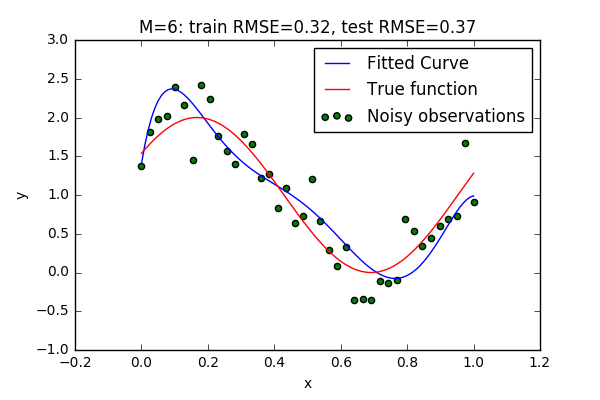 M=6: train RMSE=0.32, test RMSE=0.37
3.0
2.5
2.0
1.5
1.0
0.5
0.0
−0.5
−1.0
y
Fitted Curve
True function
Noisy observations
−0.2 0.0 0.2 0.4 0.6 0.8 1.0 1.2
x